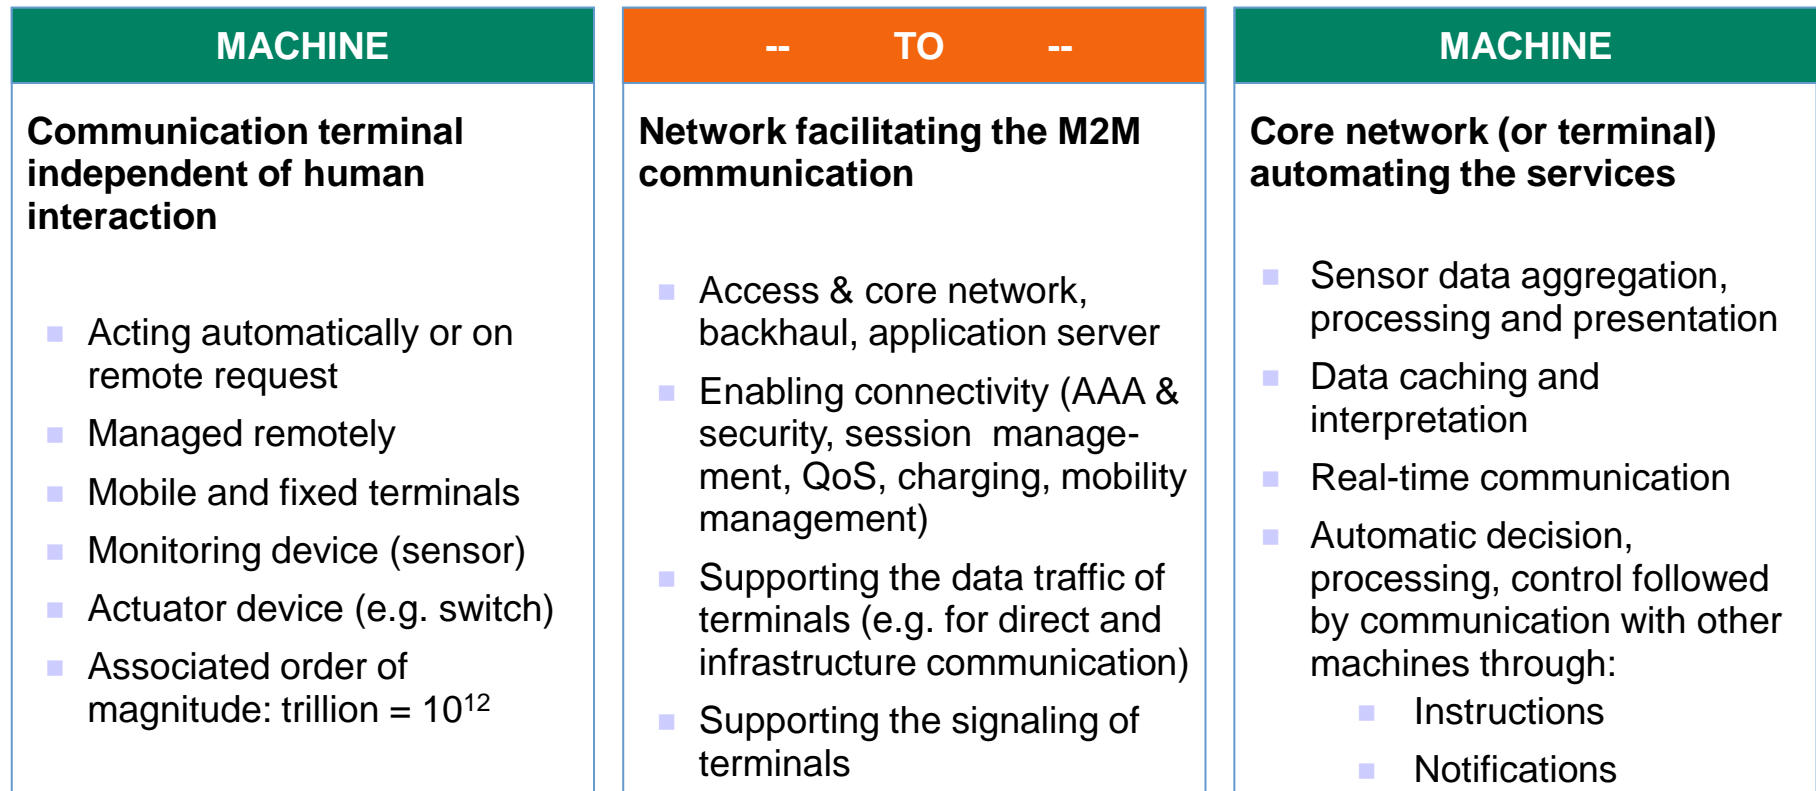 MACHINE
Communication terminal
independent of human
interaction
Acting automatically or on
remote request
Managed remotely
Mobile and fixed terminals
Monitoring device (sensor)
Actuator device (e.g. switch)
Associated order of
magnitude: trillion = 10¹²
-- TO --
Network facilitating the M2M
communication
Access & core network,
backhaul, application server
Enabling connectivity (AAA &
security, session manage-
ment, QoS, charging, mobility
management)
Supporting the data traffic of
terminals (e.g. for direct and
infrastructure communication)
Supporting the signaling of
terminals
MACHINE
Core network (or terminal)
automating the services
Sensor data aggregation,
processing and presentation
Data caching and
interpretation
Real-time communication
Automatic decision,
processing, control followed
by communication with other
machines through:
Instructions
Notifications